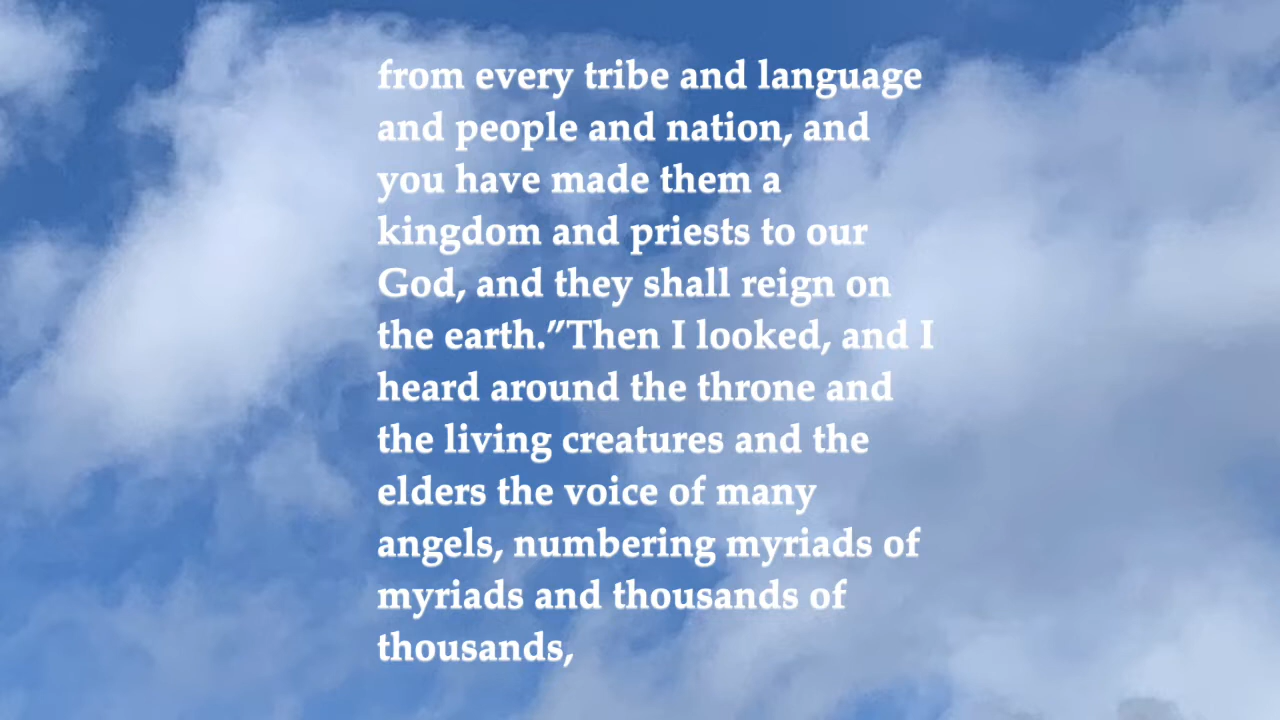 from every tribe and language
and people and nation, and
you have made them a
kingdom and priests to our
God, and they shall reign on
the earth.”Then I looked, and I
heard around the throne and
the living creatures and the
elders the voice of many
angels, numbering myriads of
myriads and thousands of
thousands,